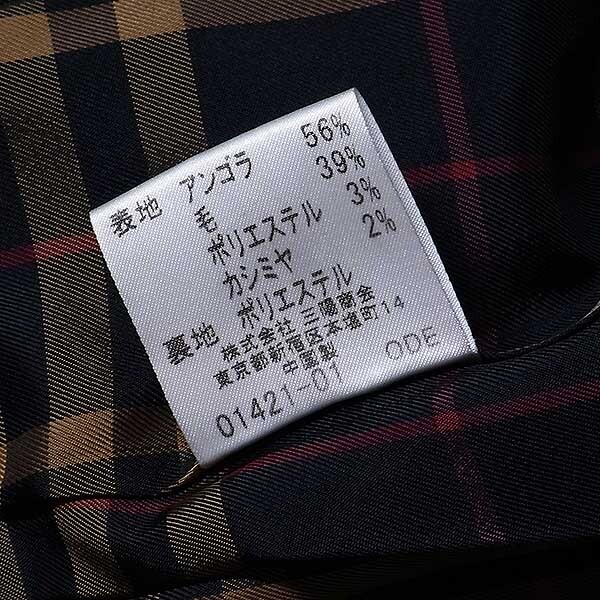 表地 アンゴラ 56%
毛 39%
ポリエステル 3%
カシミヤ 2%
裏地 ポリエステル
株式会社 三陽商会
東京都新宿区本塩町14
中国製
01421-01 ODE